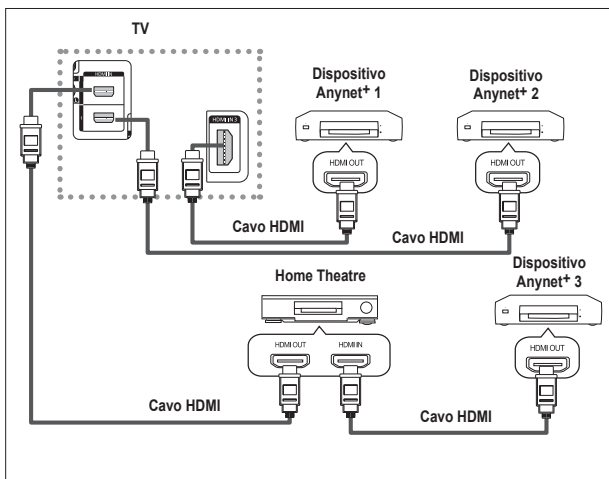 TV
HDMI IN
HDMI IN 3
Dispositivo
Anynet+ 1
HDMI OUT
Dispositivo
Anynet+ 2
HDMI OUT
Cavo HDMI
Cavo HDMI
Home Theatre
HDMI OUT
HDMI IN
Dispositivo
Anynet+ 3
HDMI OUT
Cavo HDMI
Cavo HDMI